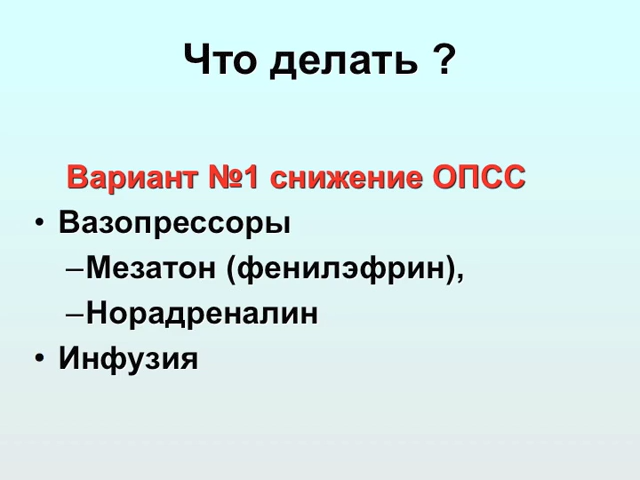 Что делать ?
Вариант №1 снижение ОПСС
• Вазопрессоры
–Мезатон (фенилэфрин),
–Норадреналин
• Инфузия